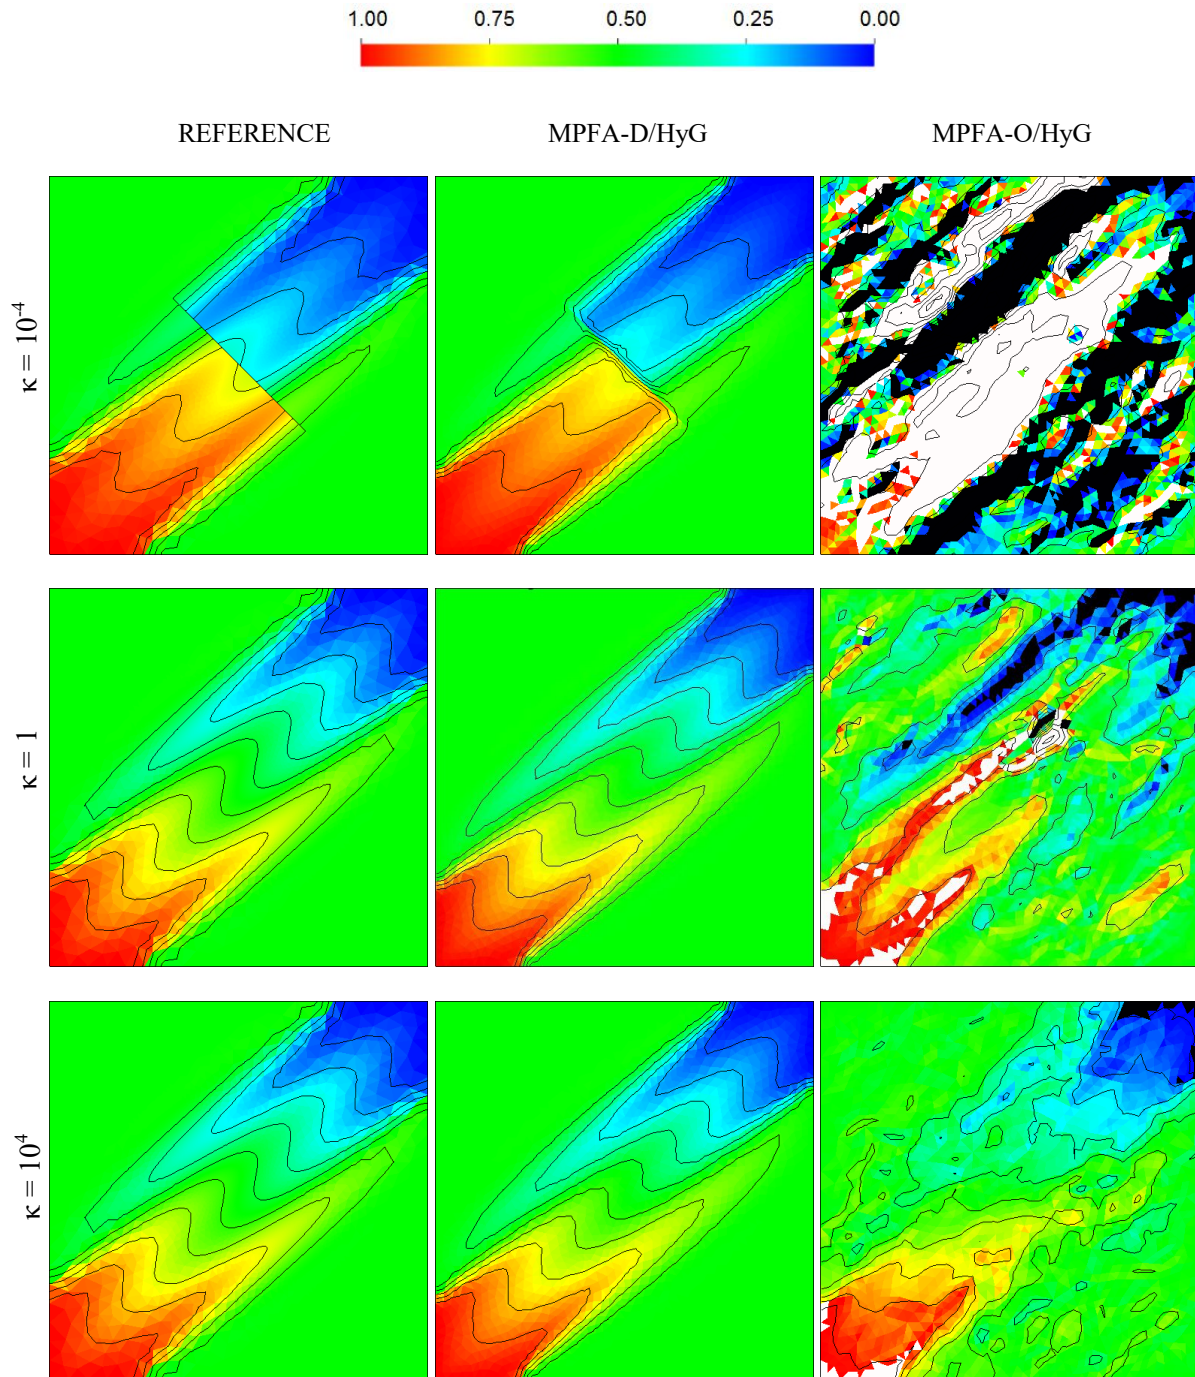 1.00 0.75 0.50 0.25 0.00
REFERENCE MPFA-D/HyG MPFA-O/HyG
κ = 10⁻⁴
κ = 1
κ = 10⁴